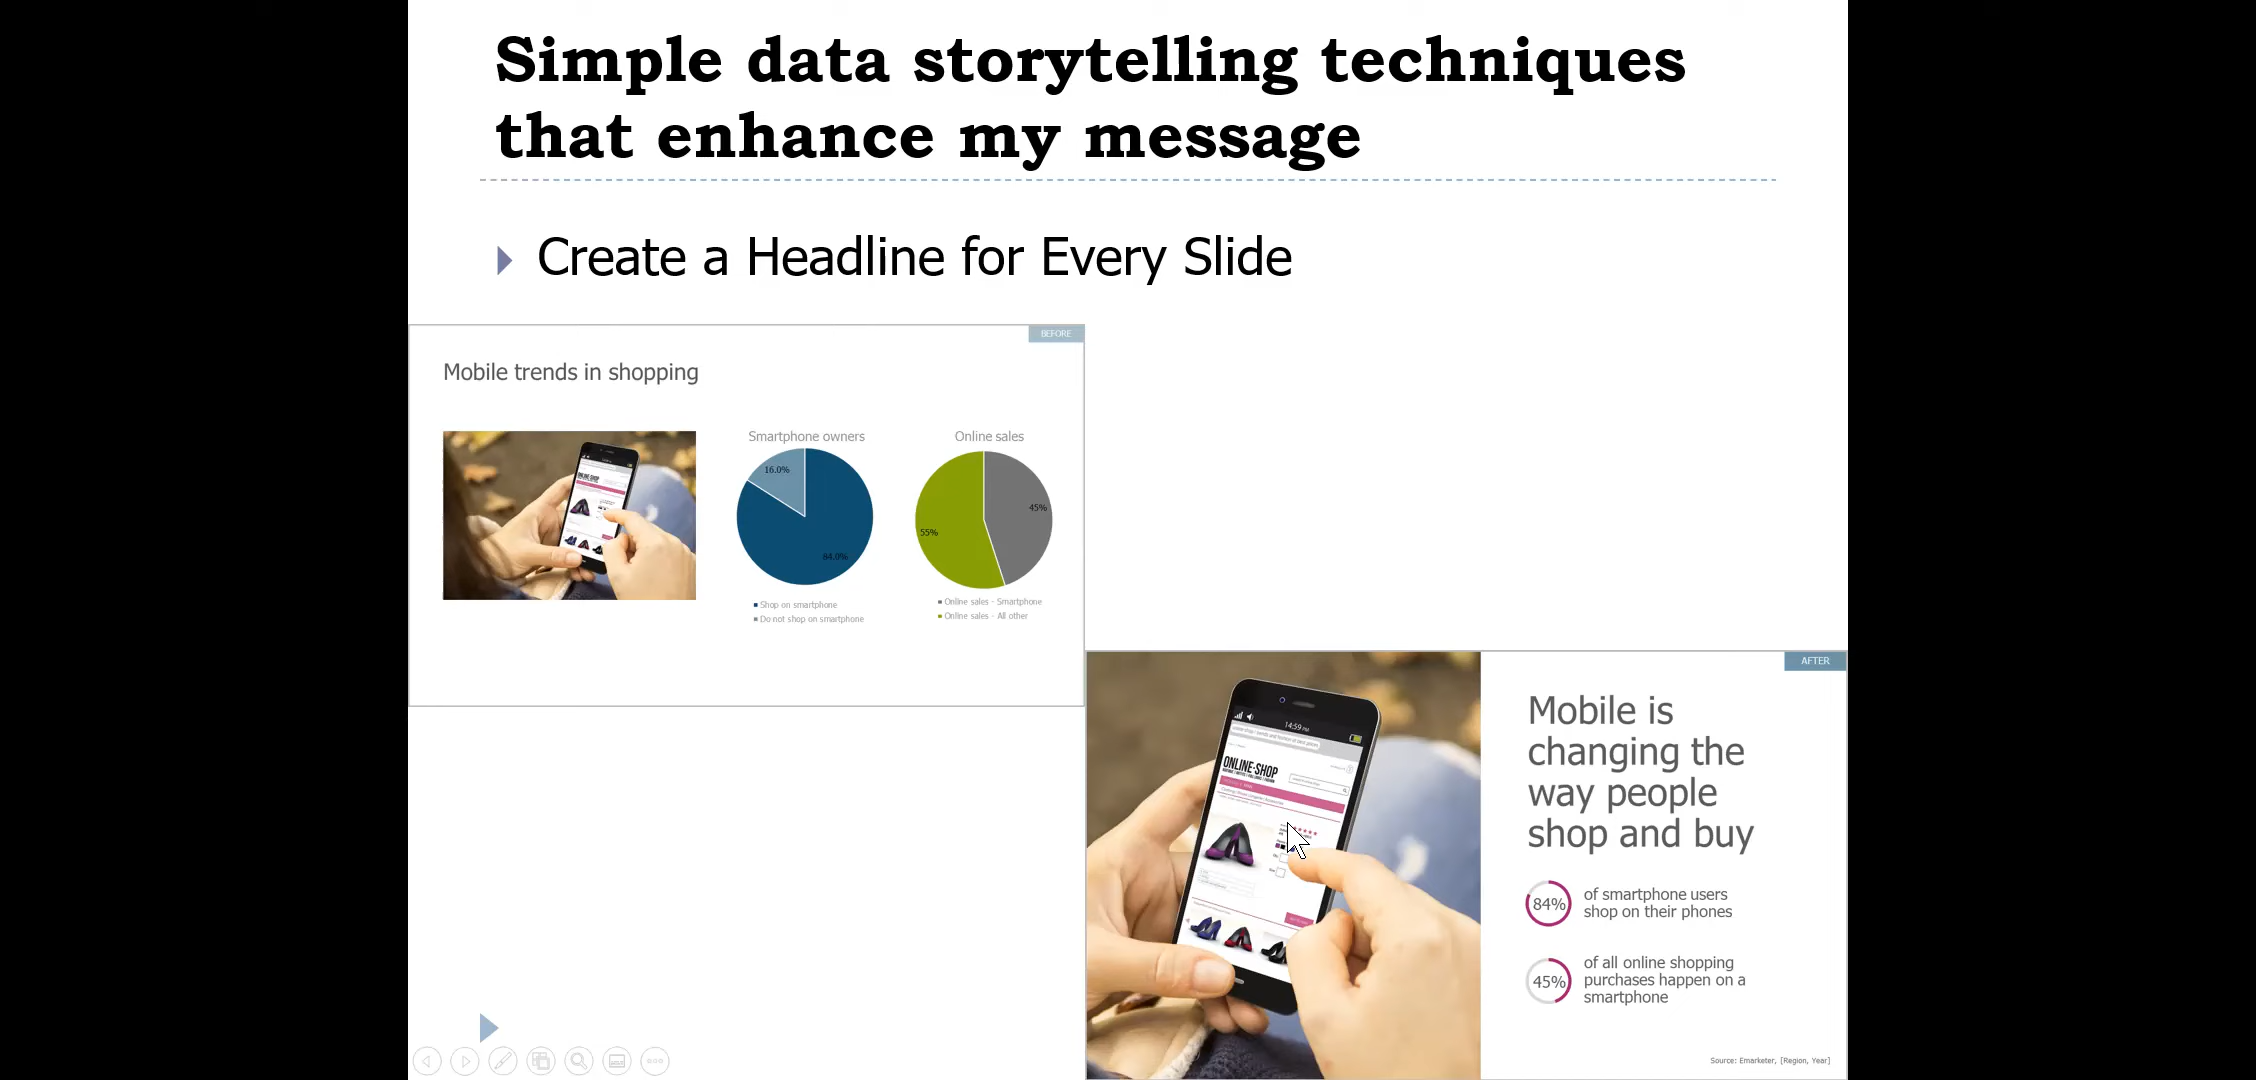 Simple data storytelling techniques
that enhance my message
Create a Headline for Every Slide
BEFORE
Mobile trends in shopping
Smartphone owners
16.0%
84.0%
Shop on smartphone
Do not shop on smartphone
Online sales
45%
55%
Online sales - Smartphone
Online sales - All other
AFTER
14:59 PM
ONLINE-SHOP
Mobile is
changing the
way people
shop and buy
84%
of smartphone users
shop on their phones
45%
of all online shopping
purchases happen on a
smartphone
Source: Emarketer, [Region, Year]